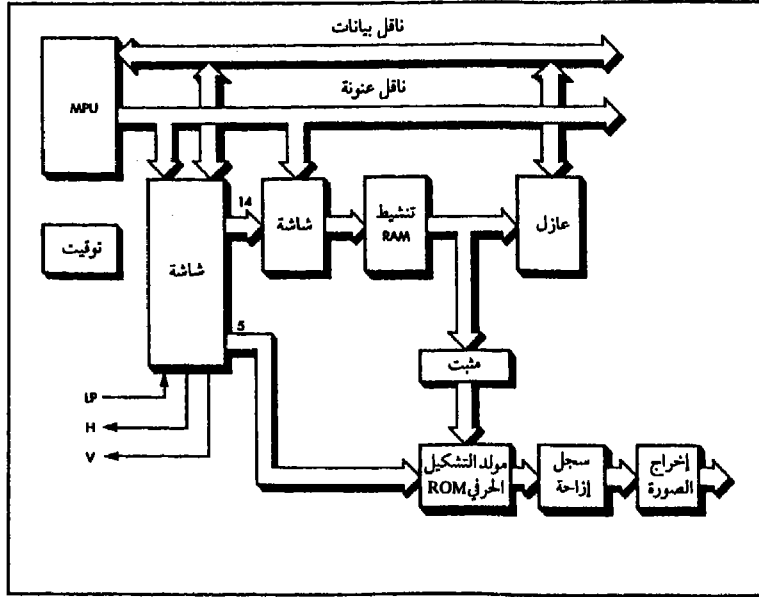 ناقل بيانات
MPU
ناقل عنونة
14
شاشة
تنشيط
RAM
عازل
توقيت
شاشة
5
مثبت
LP
H
V
مولد التشكيل
الحرفي ROM
سجل
إزاحة
إخراج
الصورة